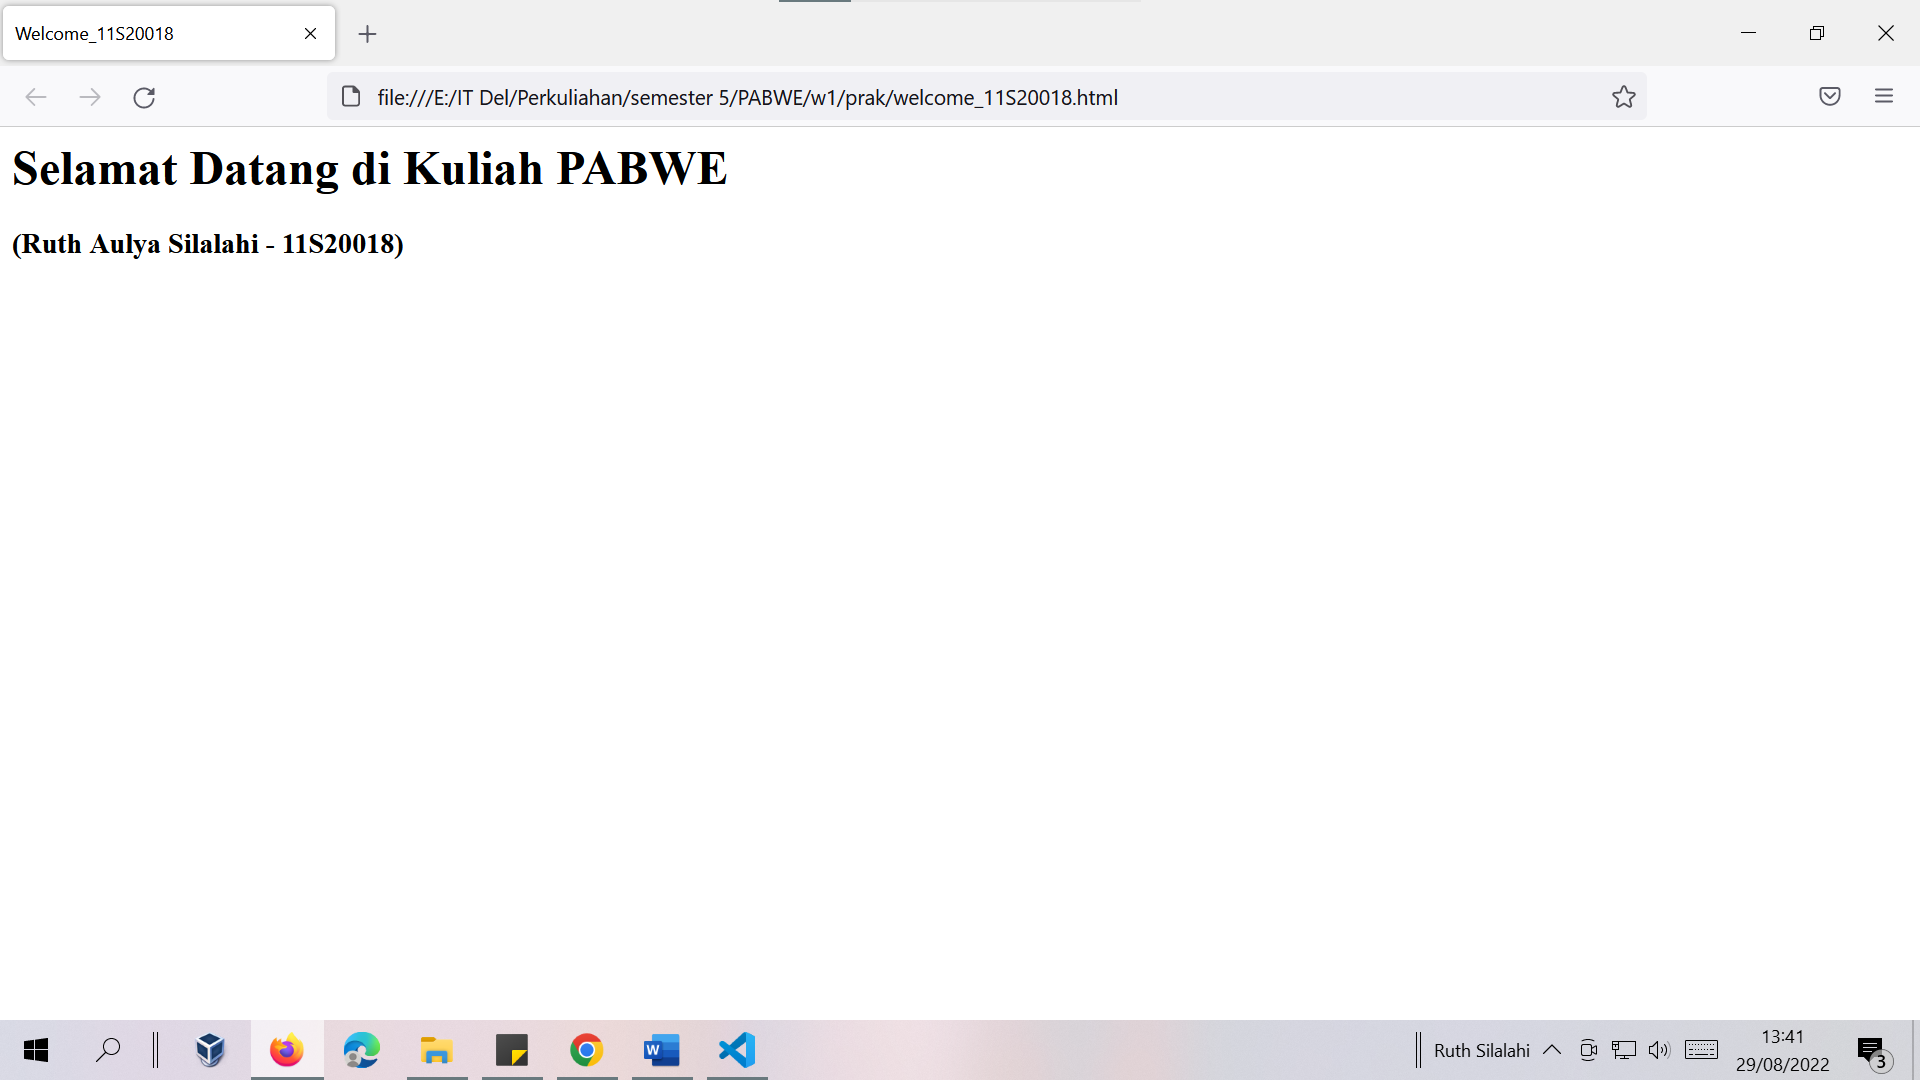 Welcome_11S20018
file:///E:/IT Del/Perkuliahan/semester 5/PABWE/w1/prak/welcome_11S20018.html
Selamat Datang di Kuliah PABWE
(Ruth Aulya Silalahi - 11S20018)
W
Ruth Silalahi
13:41
29/08/2022
3